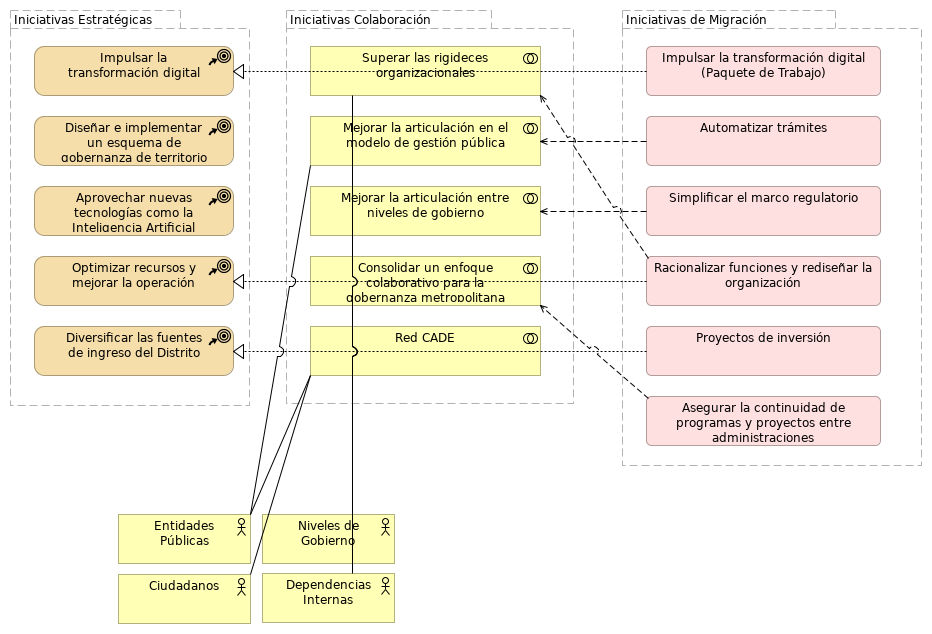 Iniciativas Estratégicas
Impulsar la
transformación digital
Diseñar e implementar
un esquema de
gobernanza de territorio
Aprovechar nuevas
tecnologías como la
Inteligencia Artificial
Optimizar recursos y
mejorar la operación
Diversificar las fuentes
de ingreso del Distrito
Iniciativas Colaboración
Superar las rigideces
organizacionales
Mejorar la articulación en el
modelo de gestión pública
Mejorar la articulación entre
niveles de gobierno
Consolidar un enfoque
colaborativo para la
gobernanza metropolitana
Red CADE
Iniciativas de Migración
Impulsar la transformación digital
(Paquete de Trabajo)
Automatizar trámites
Simplificar el marco regulatorio
Racionalizar funciones y rediseñar la
organización
Proyectos de inversión
Asegurar la continuidad de
programas y proyectos entre
administraciones
Entidades
Públicas
Niveles de
Gobierno
Ciudadanos
Dependencias
Internas